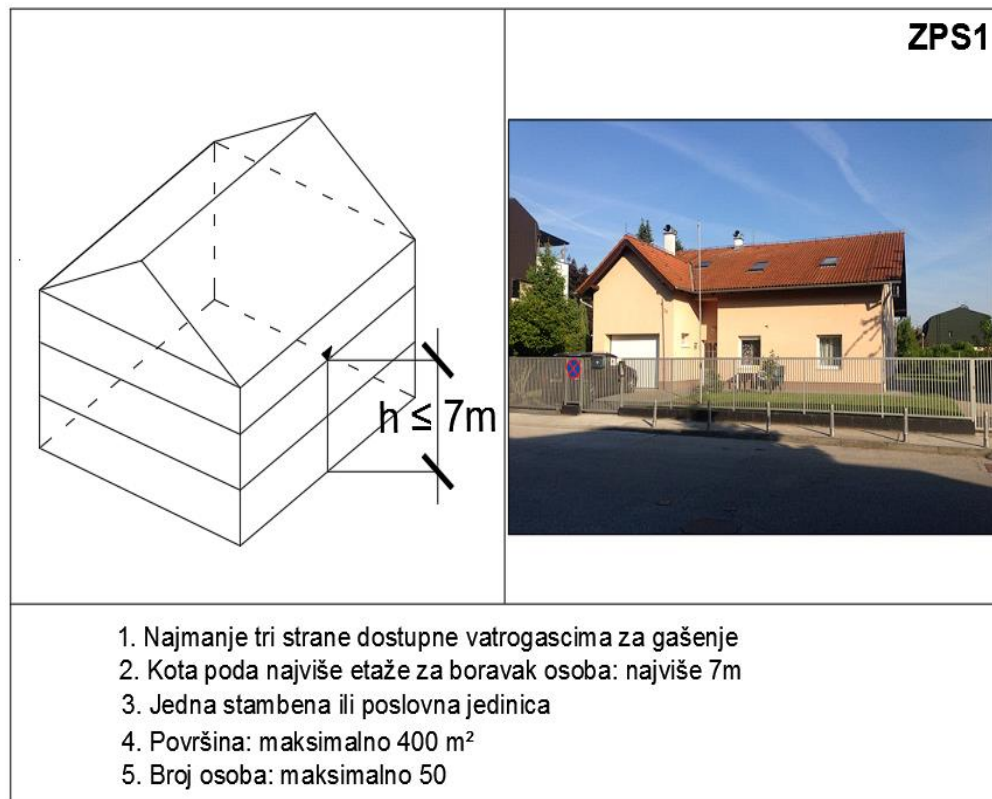 ZPS1
h ≤ 7m
1. Najmanje tri strane dostupne vatrogascima za gašenje
2. Kota poda najviše etaže za boravak osoba: najviše 7m
3. Jedna stambena ili poslovna jedinica
4. Površina: maksimalno 400 m²
5. Broj osoba: maksimalno 50